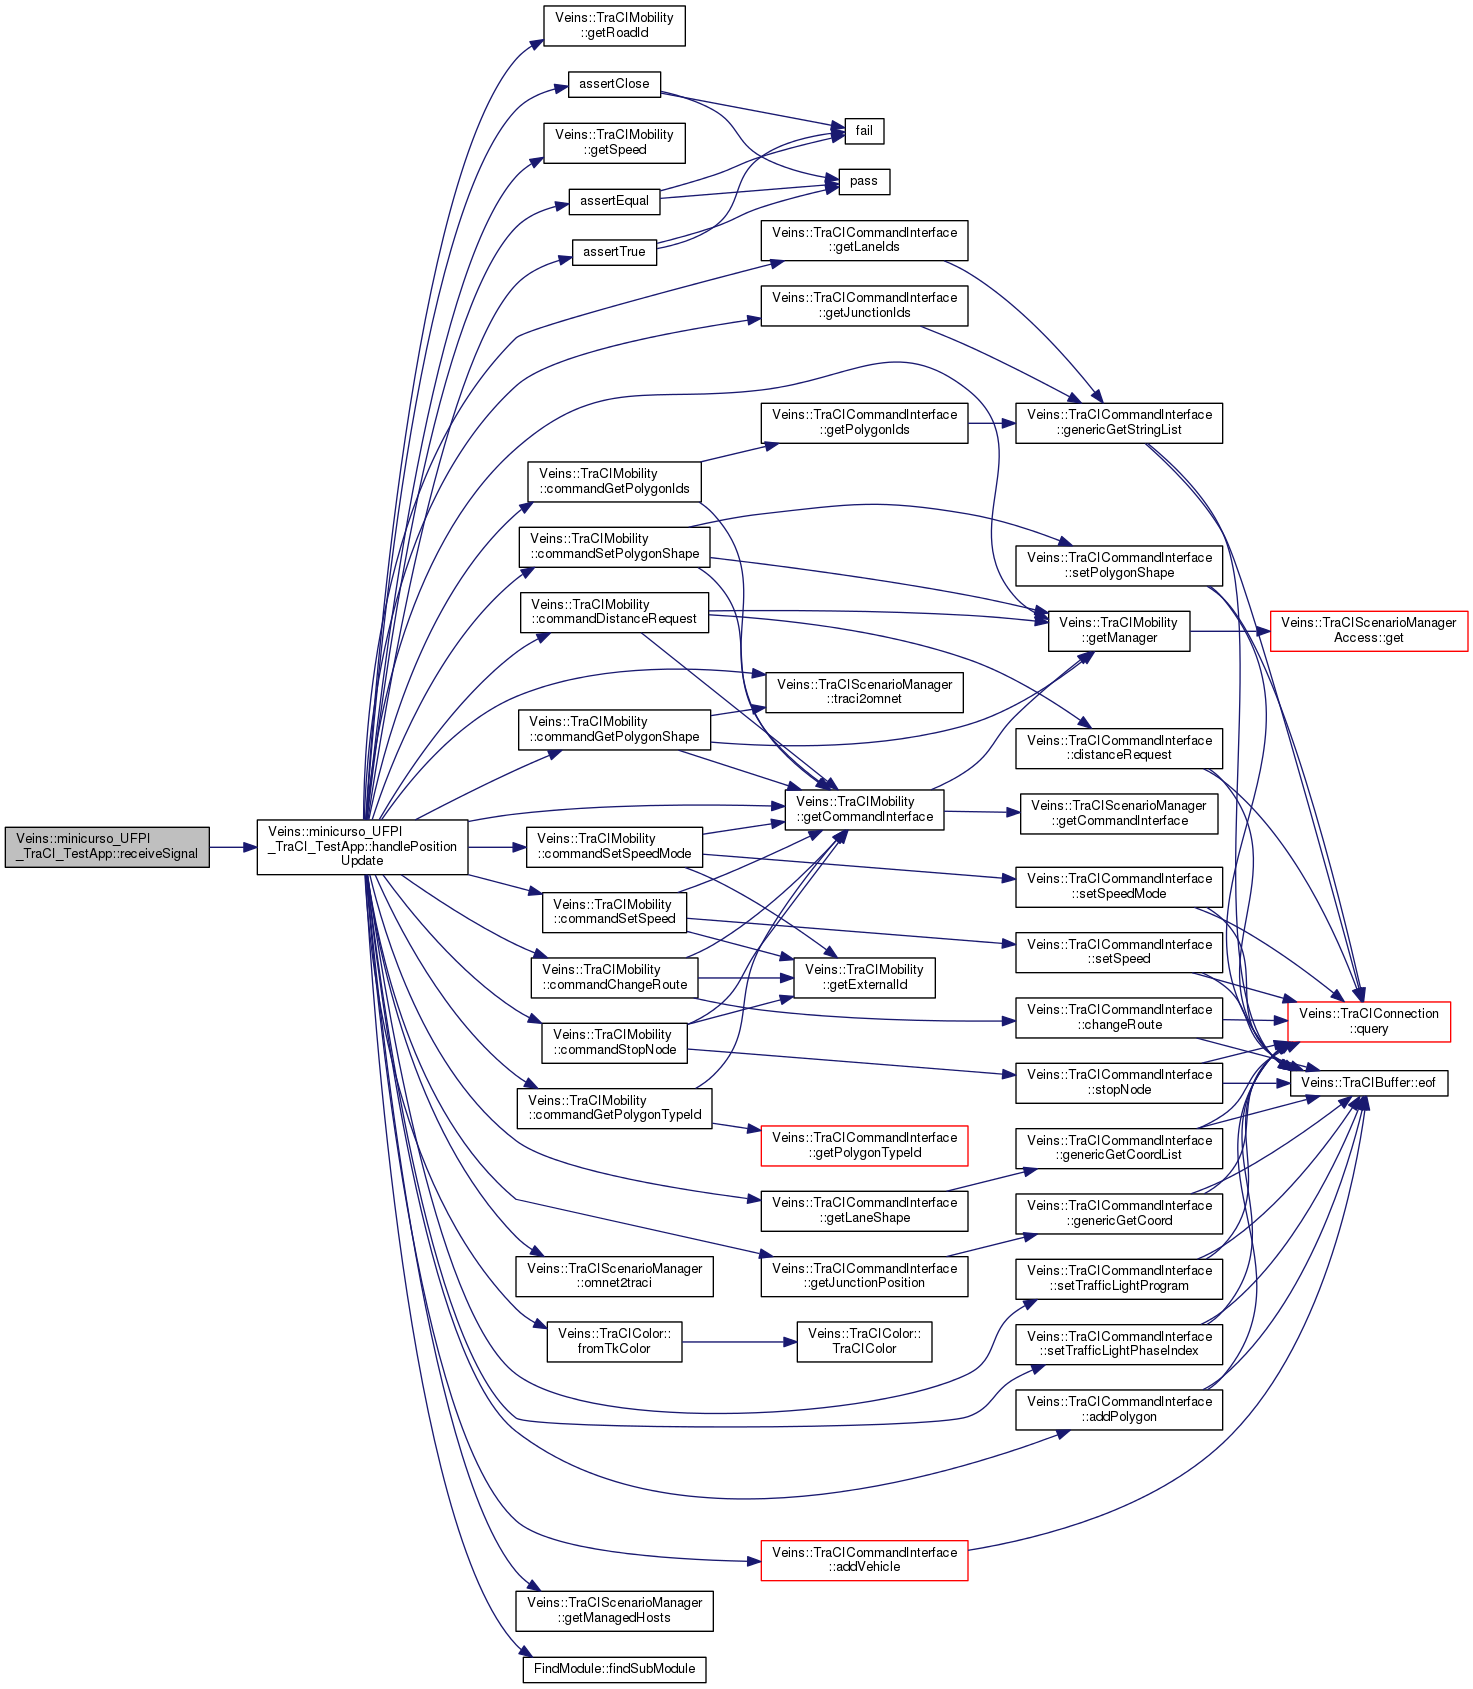 Veins::TraCIMobility
::getRoadId
assertClose
Veins::TraCIMobility
::getSpeed
fail
pass
assertEqual
assertTrue
Veins::TraCICommandInterface
::getLaneIds
Veins::TraCICommandInterface
::getJunctionIds
Veins::TraCICommandInterface
::getPolygonIds
Veins::TraCICommandInterface
::genericGetStringList
Veins::TraCIMobility
::commandGetPolygonIds
Veins::TraCIMobility
::commandSetPolygonShape
Veins::TraCICommandInterface
::setPolygonShape
Veins::TraCIMobility
::commandDistanceRequest
Veins::TraCIMobility
::getManager
Veins::TraCIScenarioManager
Access::get
Veins::TraCIScenarioManager
::traci2omnet
Veins::TraCIMobility
::commandGetPolygonShape
Veins::TraCICommandInterface
::distanceRequest
Veins::TraCIMobility
::getCommandInterface
Veins::TraCIScenarioManager
::getCommandInterface
Veins::minicurso_UFPI
_TraCI_TestApp::receiveSignal
Veins::minicurso_UFPI
_TraCI_TestApp::handlePosition
Update
Veins::TraCIMobility
::commandSetSpeedMode
Veins::TraCICommandInterface
::setSpeedMode
Veins::TraCIMobility
::commandSetSpeed
Veins::TraCICommandInterface
::setSpeed
Veins::TraCIMobility
::commandChangeRoute
Veins::TraCIMobility
::getExternalId
Veins::TraCICommandInterface
::changeRoute
Veins::TraCIConnection
::query
Veins::TraCIMobility
::commandStopNode
Veins::TraCICommandInterface
::stopNode
Veins::TraCIBuffer::eof
Veins::TraCIMobility
::commandGetPolygonTypeId
Veins::TraCICommandInterface
::getPolygonTypeId
Veins::TraCICommandInterface
::genericGetCoordList
Veins::TraCICommandInterface
::getLaneShape
Veins::TraCICommandInterface
::genericGetCoord
Veins::TraCIScenarioManager
::omnet2traci
Veins::TraCICommandInterface
::getJunctionPosition
Veins::TraCICommandInterface
::setTrafficLightProgram
Veins::TraCIColor::
fromTkColor
Veins::TraCIColor::
TraCIColor
Veins::TraCICommandInterface
::setTrafficLightPhaseIndex
Veins::TraCICommandInterface
::addPolygon
Veins::TraCICommandInterface
::addVehicle
Veins::TraCIScenarioManager
::getManagedHosts
FindModule::findSubModule